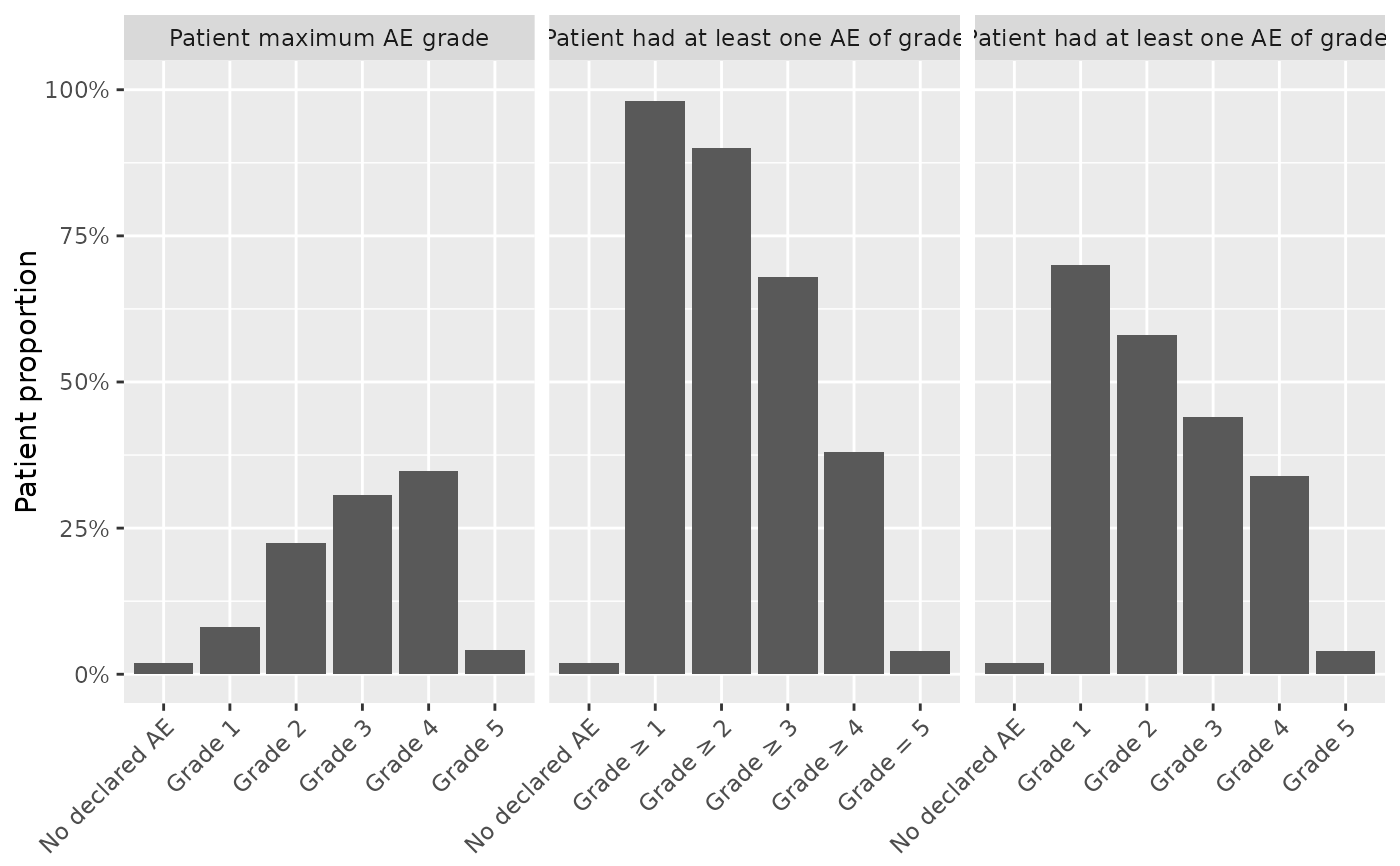 Patient maximum AE grade
Patient had at least one AE of grade
Patient had at least one AE of grade
Patient proportion
100%
75%
50%
25%
0%
No declared AE
Grade 1
Grade 2
Grade 3
Grade 4
Grade 5
No declared AE
Grade ≥ 1
Grade ≥ 2
Grade ≥ 3
Grade ≥ 4
Grade = 5
No declared AE
Grade 1
Grade 2
Grade 3
Grade 4
Grade 5